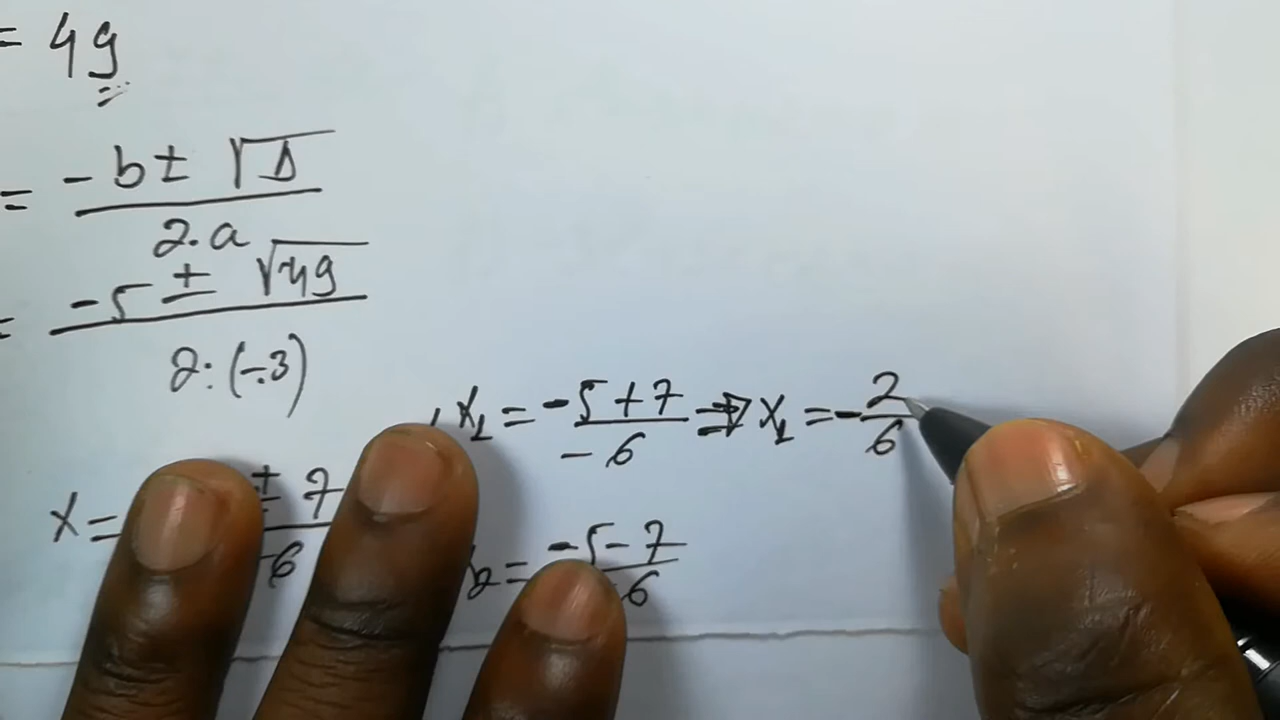 = 49
= -b ± √Δ
2.a
= -5 ± √49
2.(-3)
x₁ = -5+7 / -6 ⇒ x₁ = -2/6
x = ± 7 / -6
₂ = -5-7 / 6